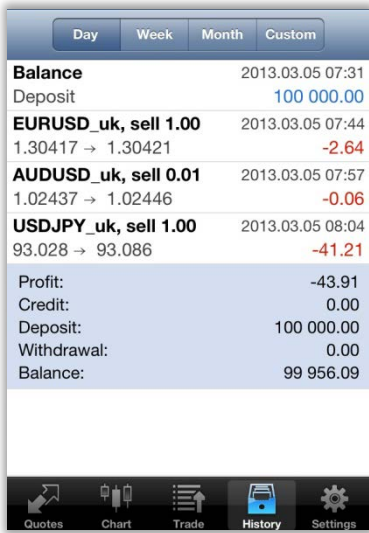 Day Week Month Custom
Balance 2013.03.05 07:31
Deposit 100 000.00
EURUSD_uk, sell 1.00 2013.03.05 07:44
1.30417 → 1.30421 -2.64
AUDUSD_uk, sell 0.01 2013.03.05 07:57
1.02437 → 1.02446 -0.06
USDJPY_uk, sell 1.00 2013.03.05 08:04
93.028 → 93.086 -41.21
Profit: -43.91
Credit: 0.00
Deposit: 100 000.00
Withdrawal: 0.00
Balance: 99 956.09
Quotes Chart Trade History Settings